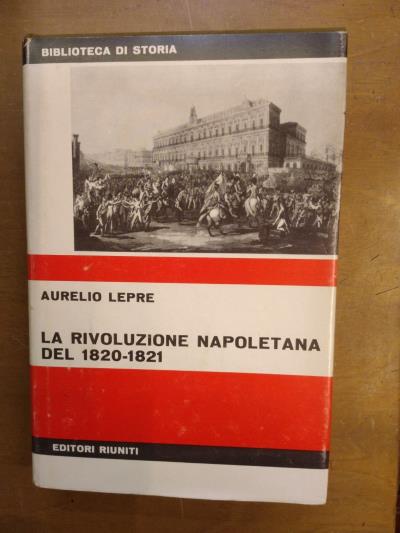 BIBLIOTECA DI STORIA
AURELIO LEPRE
LA RIVOLUZIONE NAPOLETANA
DEL 1820-1821
EDITORI RIUNITI